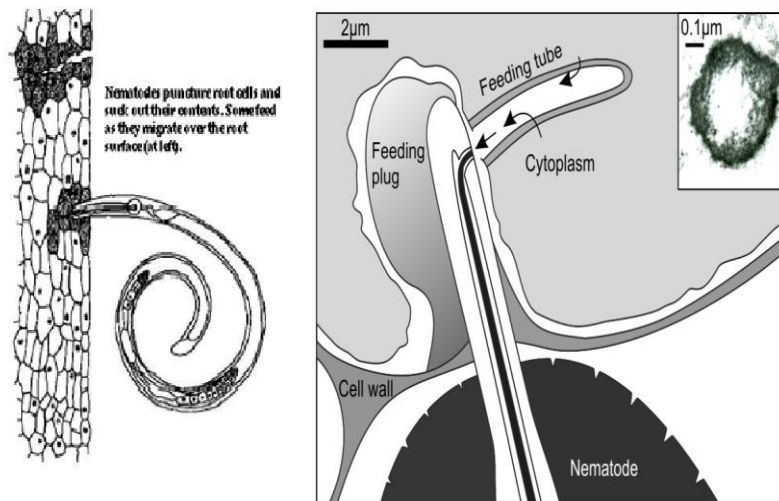 Nematodes puncture root cells and
suck out their contents. Some feed
as they migrate over the root
surface (at left).
2µm
0.1µm
Feeding tube
Feeding
plug
Cytoplasm
Cell wall
Nematode